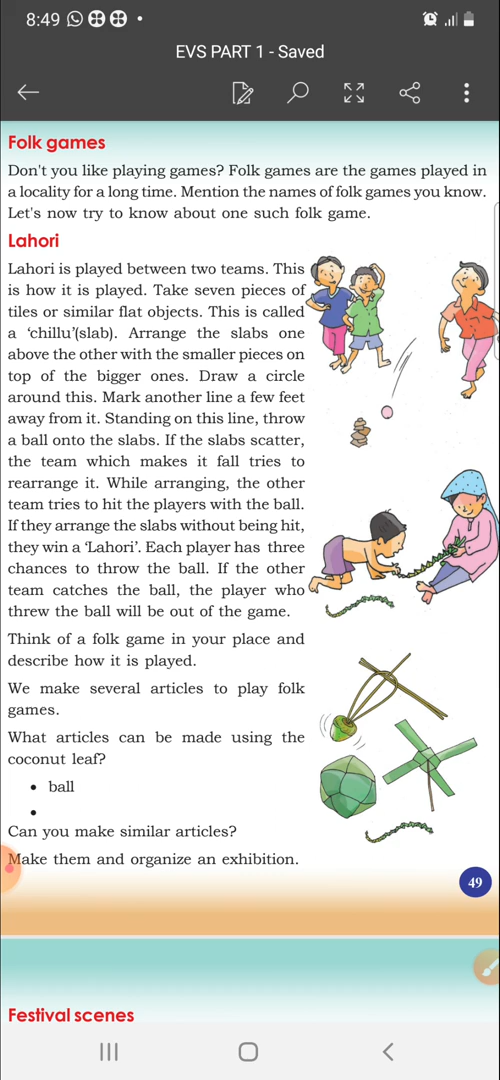 8:49
EVS PART 1 - Saved
Folk games
Don't you like playing games? Folk games are the games played in
a locality for a long time. Mention the names of folk games you know.
Let's now try to know about one such folk game.
Lahori
Lahori is played between two teams. This
is how it is played. Take seven pieces of
tiles or similar flat objects. This is called
a ‘chillu’(slab). Arrange the slabs one
above the other with the smaller pieces on
top of the bigger ones. Draw a circle
around this. Mark another line a few feet
away from it. Standing on this line, throw
a ball onto the slabs. If the slabs scatter,
the team which makes it fall tries to
rearrange it. While arranging, the other
team tries to hit the players with the ball.
If they arrange the slabs without being hit,
they win a ‘Lahori’. Each player has three
chances to throw the ball. If the other
team catches the ball, the player who
threw the ball will be out of the game.
Think of a folk game in your place and
describe how it is played.
We make several articles to play folk
games.
What articles can be made using the
coconut leaf?
• ball
•
Can you make similar articles?
Make them and organize an exhibition.
49
Festival scenes